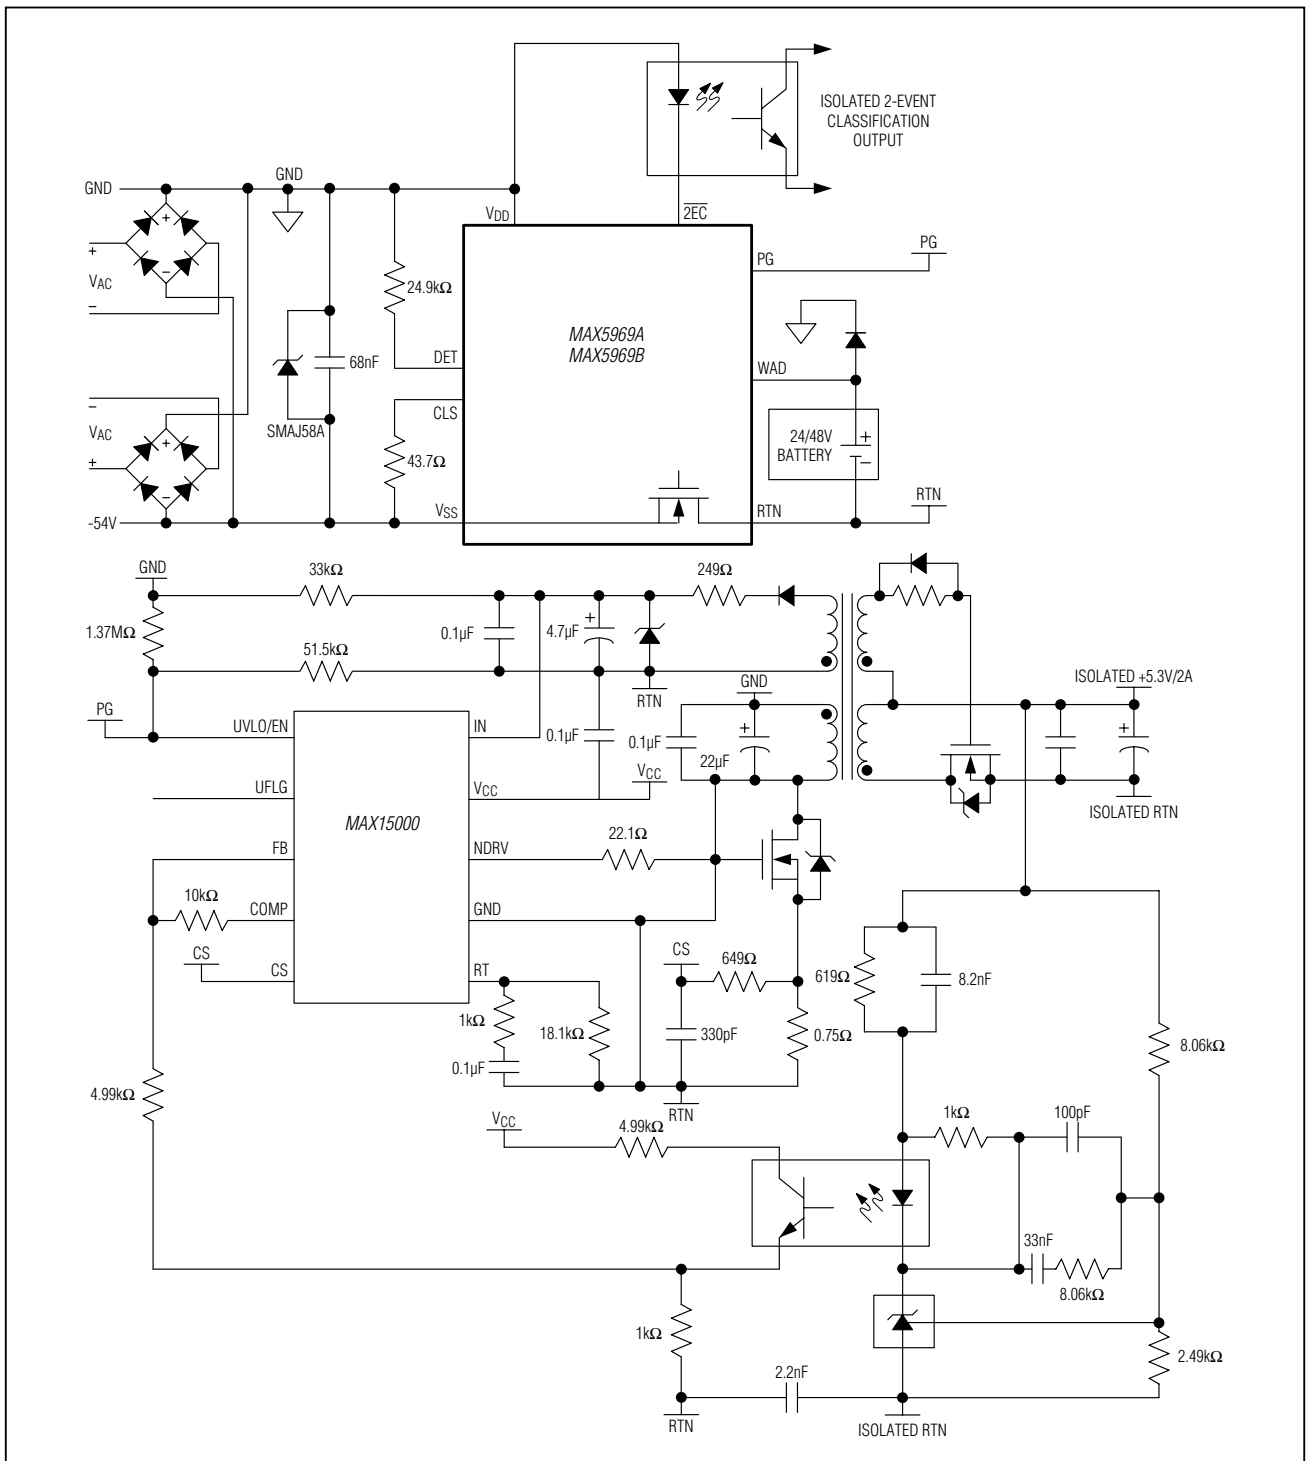 ISOLATED 2-EVENT
CLASSIFICATION
OUTPUT
GND
GND
VDD
2EC
+
VAC
−
+
−
24.9kΩ
68nF
SMAJ58A
DET
CLS
43.7Ω
VSS
MAX5969A
MAX5969B
PG
PG
WAD
24/48V
BATTERY
+
−
RTN
RTN
−
VAC
+
+
−
-54V
GND
33kΩ
249Ω
1.37MΩ
0.1µF
+
4.7µF
51.5kΩ
RTN
GND
ISOLATED +5.3V/2A
PG
UVLO/EN
IN
0.1µF
0.1µF
+
22µF
+
VCC
UFLG
VCC
ISOLATED RTN
MAX15000
22.1Ω
FB
NDRV
10kΩ
COMP
GND
CS
CS
RT
CS
649Ω
619Ω
8.2nF
1kΩ
18.1kΩ
330pF
0.75Ω
8.06kΩ
0.1µF
4.99kΩ
RTN
VCC
4.99kΩ
1kΩ
100pF
33nF
8.06kΩ
1kΩ
2.49kΩ
2.2nF
RTN
ISOLATED RTN